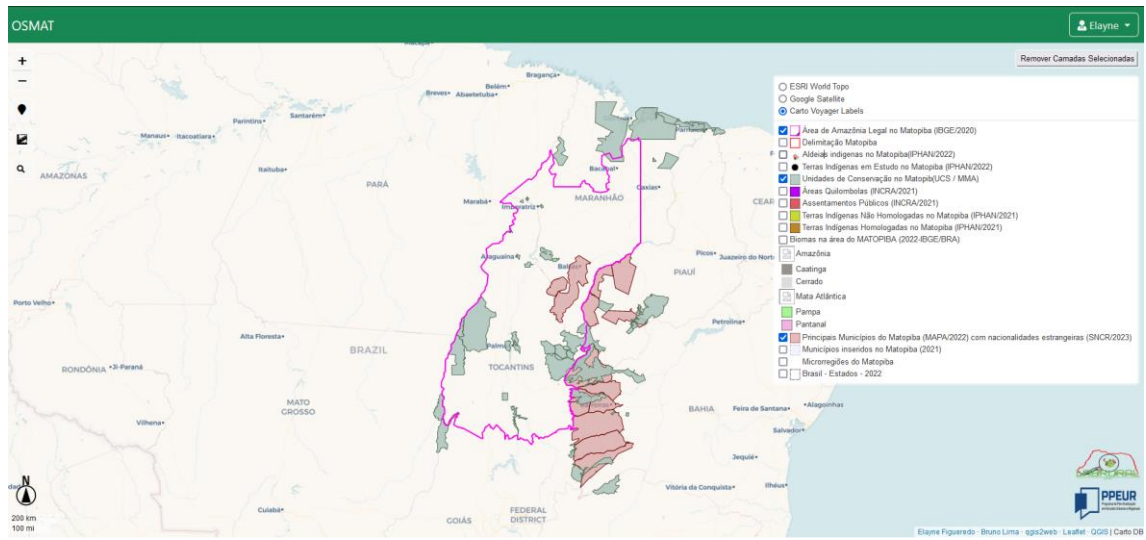 OSMAT
Elayne
Remover Camadas Selecionadas
+
−
ESRI World Topo
Google Satellite
Carto Voyager Labels
Área de Amazônia Legal no Matopiba (IBGE/2020)
Delimitação Matopiba
Aldeiais indígenas no Matopiba(IPHAN/2022)
Terras Indígenas em Estudo no Matopiba (IPHAN/2022)
Unidades de Conservação no Matopib(UCS / MMA)
Áreas Quilombolas (INCRA/2021)
Assentamentos Públicos (INCRA/2021)
Terras Indígenas Não Homologadas no Matopiba (IPHAN/2021)
Terras Indígenas Homologadas no Matopiba (IPHAN/2021)
Biomas na área do MATOPIBA (2022-IBGE/BRA)
Amazônia
Caatinga
Cerrado
Mata Atlântica
Pampa
Pantanal
Principais Municípios do Matopiba (MAPA/2022) com nacionalidades estrangeiras (SNCR/2023)
Municípios inseridos no Matopiba (2021)
Microrregiões do Matopiba
Brasil - Estados - 2022
Bragança
Belém
Breves
Abaetetuba
Santarém
Parintins
Manaus
Itacoatiara
Itaituba
AMAZONAS
PARÁ
Bacabal
Caxias
Marabá
Imperatriz
MARANHÃO
CEAR
Araguaína
Balsas
Picos
Juazeiro do Nort
PIAUÍ
Porto Velho
Petrolina
Alta Floresta
BRAZIL
Palmas
TOCANTINS
RONDÔNIA
Ji-Paraná
MATO
GROSSO
BAHIA
Feira de Santana
Alagoinhas
Vilhena
Salvador
Jequié
Vitória da Conquista
Ilhéus
N
Cuiabá
GOIÁS
FEDERAL
DISTRICT
200 km
100 mi
PPEUR
Elayne Figueredo · Bruno Lima · qgis2web · Leaflet · QGIS | Carto DB